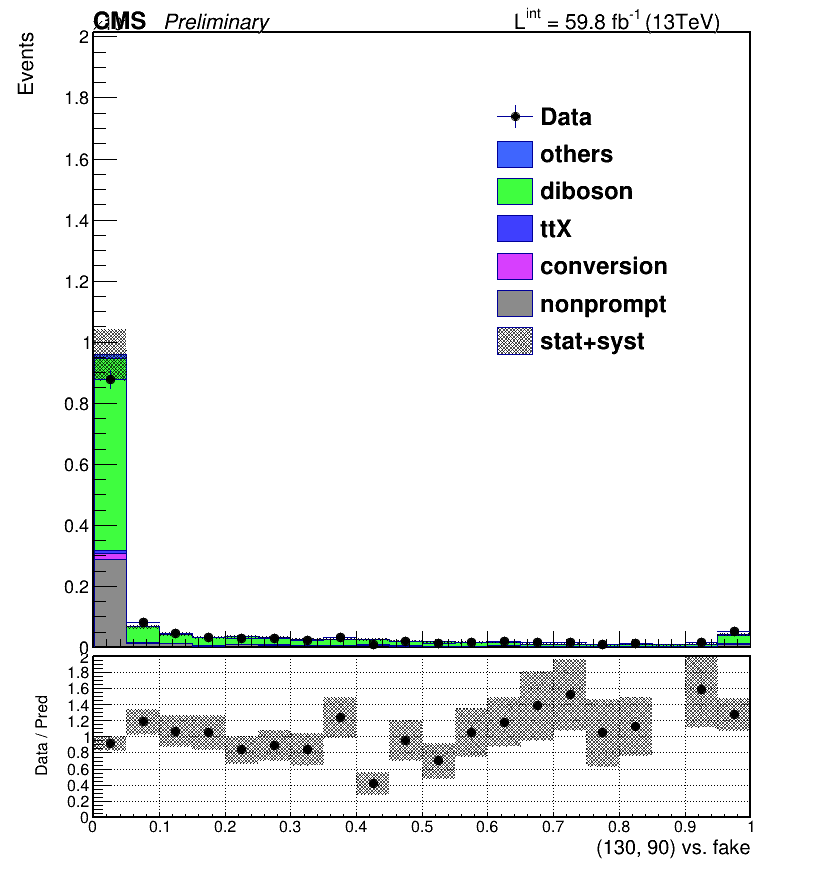 CMS Preliminary L^int = 59.8 fb^-1 (13TeV)
Events
2
1.8
1.6
1.4
1.2
1
0.8
0.6
0.4
0.2
0
Data
others
diboson
ttX
conversion
nonprompt
stat+syst
Data / Pred
2
1.8
1.6
1.4
1.2
1
0.8
0.6
0.4
0.2
0
0 0.1 0.2 0.3 0.4 0.5 0.6 0.7 0.8 0.9 1
(130, 90) vs. fake